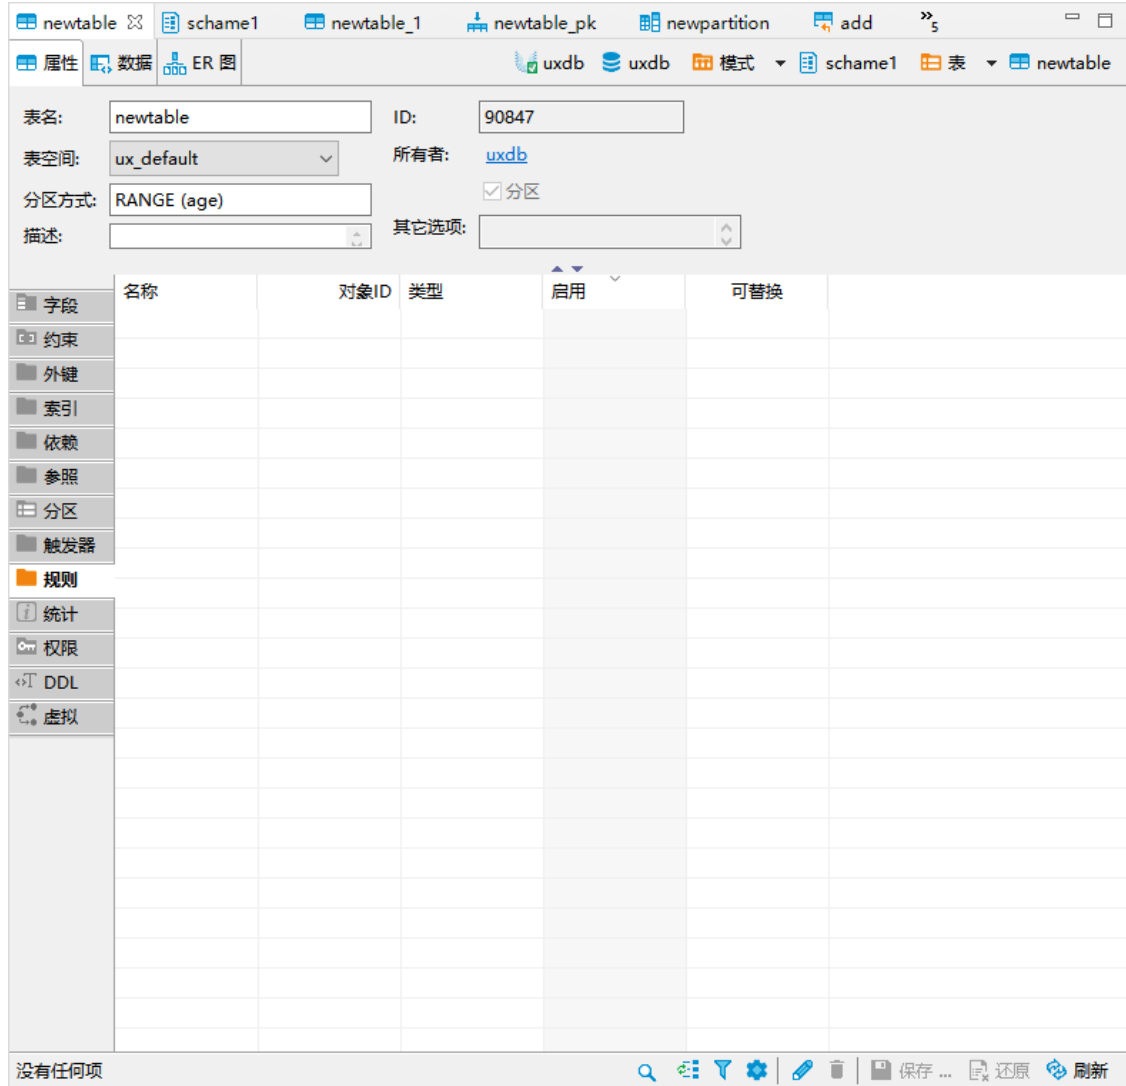 newtable schame1 newtable_1 newtable_pk newpartition add »5
属性 数据 ER 图 uxdb uxdb 模式 schame1 表 newtable
表名: newtable ID: 90847
表空间: ux_default 所有者: uxdb
分区
分区方式: RANGE (age)
描述: 其它选项:
名称 对象ID 类型 启用 可替换
字段
约束
外键
索引
依赖
参照
分区
触发器
规则
统计
权限
DDL
虚拟
没有任何项 保存 ... 还原 刷新